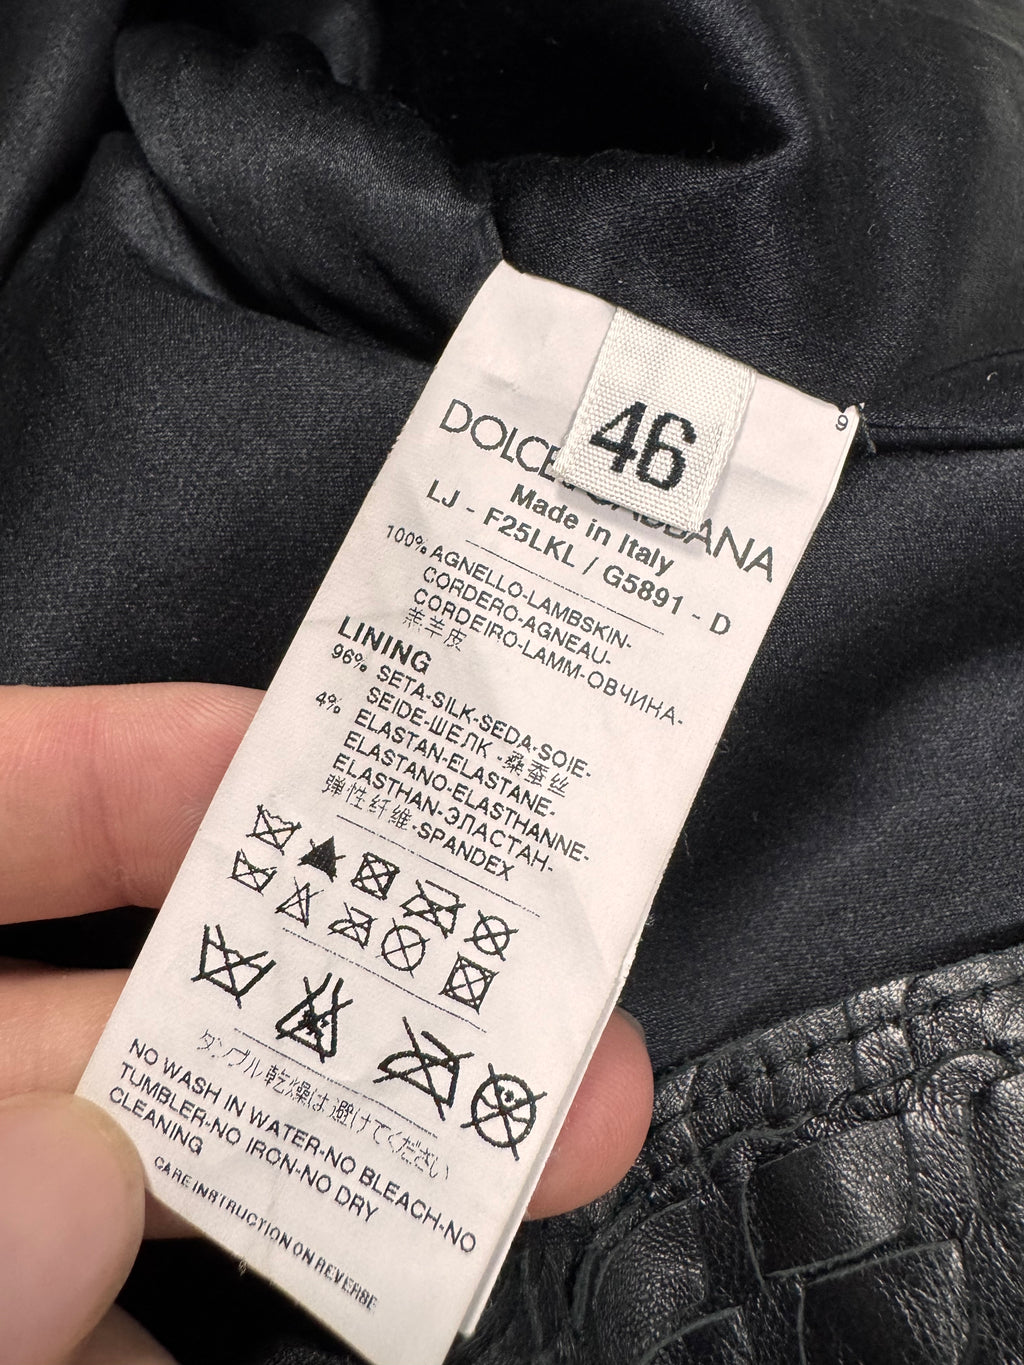 46
9
DOLCE
BANA
Made in Italy
LJ - F25LKL / G5891 - D
100% AGNELLO-LAMBSKIN-
CORDERO-AGNEAU-
CORDEIRO-LAMM-ОВЧИНА-
羔羊皮
LINING
96% SETA-SILK-SEDA-SOIE-
SEIDE-ШЕЛК-桑蚕丝
4% ELASTAN-ELASTANE-
ELASTANO-ELASTHANNE-
ELASTHAN-ЭЛАСТАН-
弹性纤维-SPANDEX
タンブル乾燥は避けてください
NO WASH IN WATER-NO BLEACH-NO
TUMBLER-NO IRON-NO DRY
CLEANING
CARE INSTRUCTION ON REVERSE